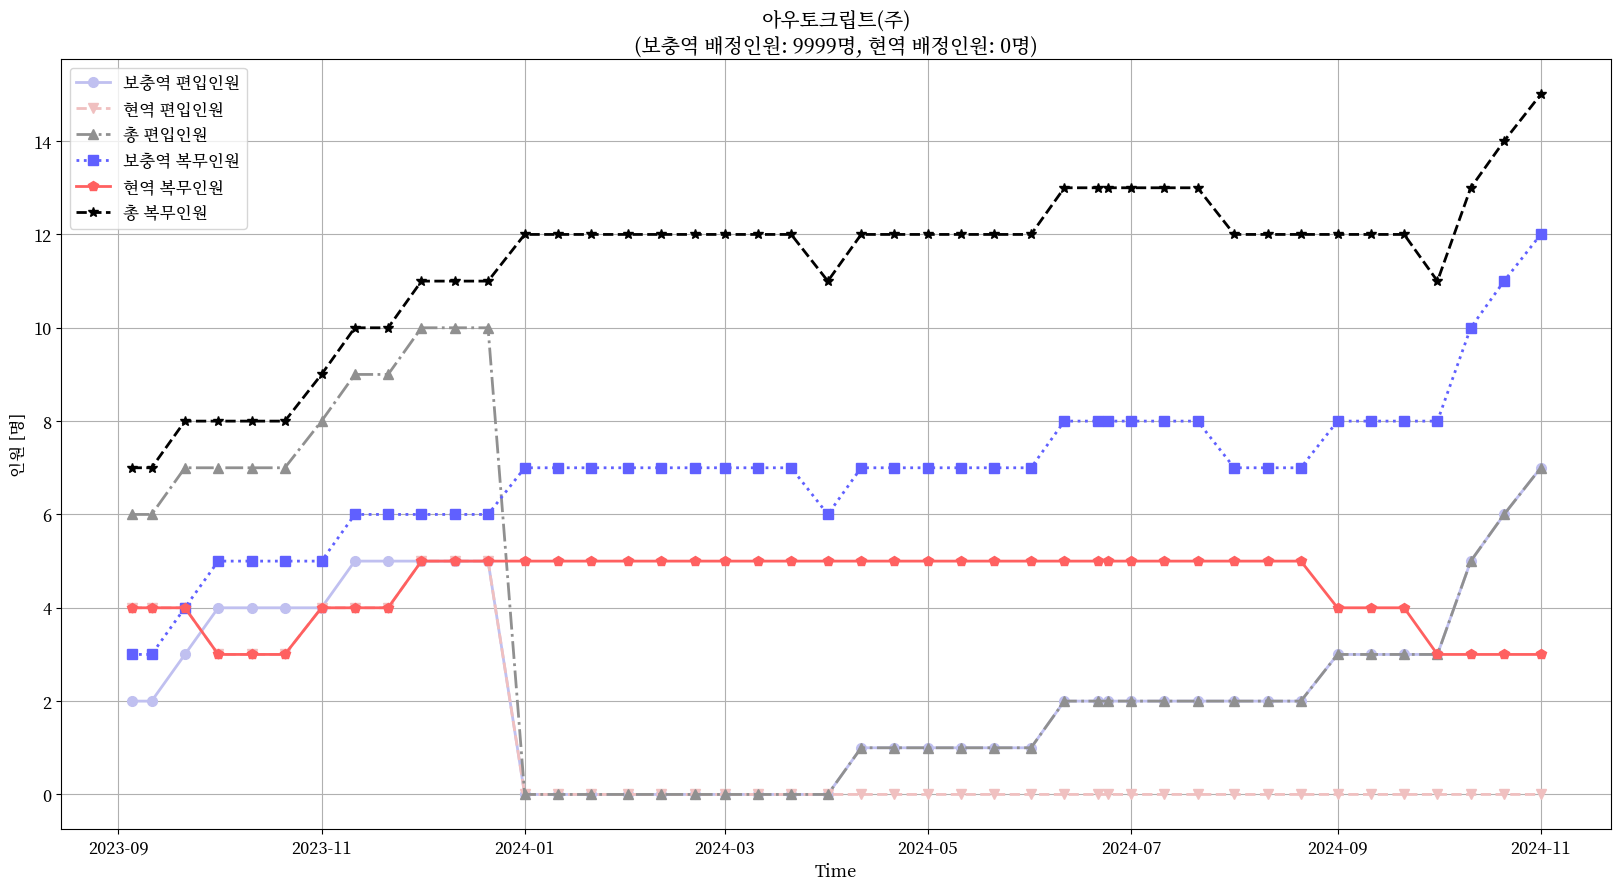 아우토크립트(주)
(보충역 배정인원: 9999명, 현역 배정인원: 0명)
보충역 편입인원
현역 편입인원
총 편입인원
보충역 복무인원
현역 복무인원
총 복무인원
인원 [명]
14
12
10
8
6
4
2
0
2023-09
2023-11
2024-01
2024-03
2024-05
2024-07
2024-09
2024-11
Time